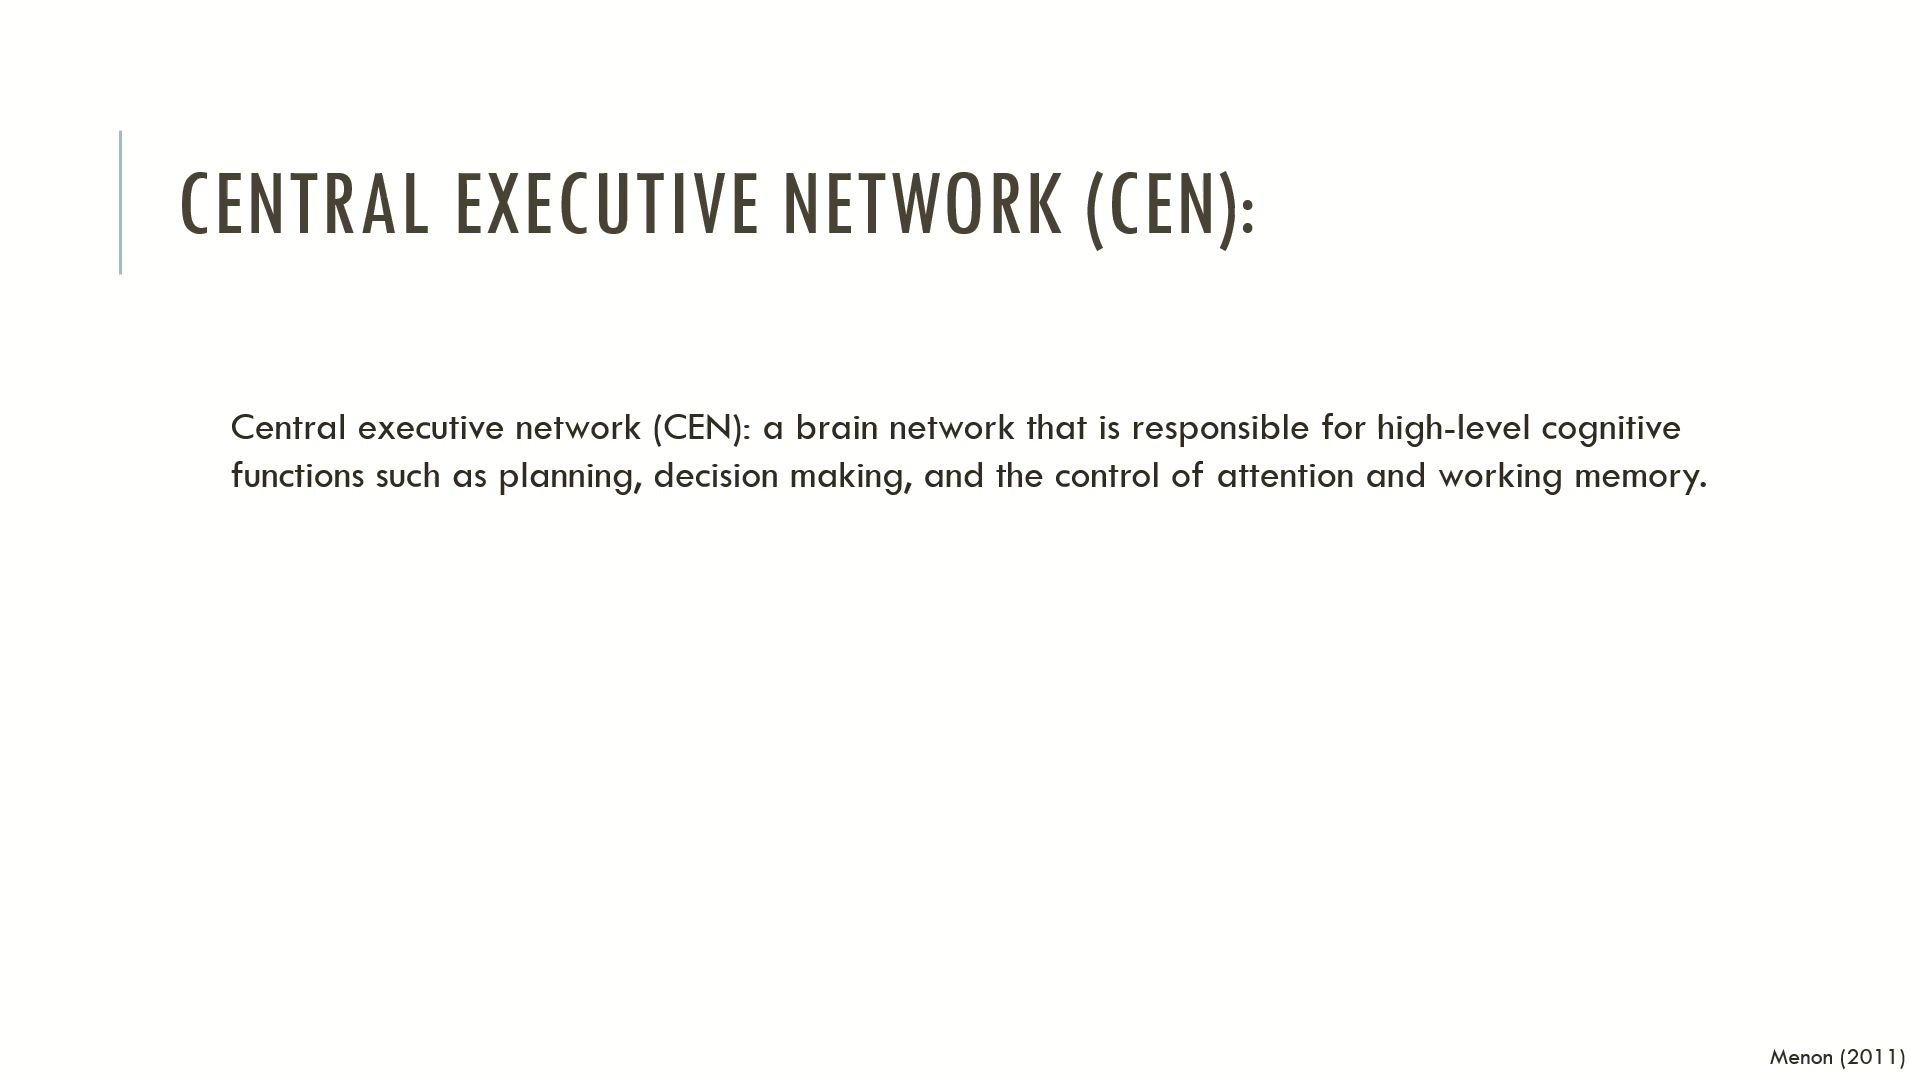 CENTRAL EXECUTIVE NETWORK (CEN):
Central executive network (CEN): a brain network that is responsible for high-level cognitive
functions such as planning, decision making, and the control of attention and working memory.
Menon (2011)